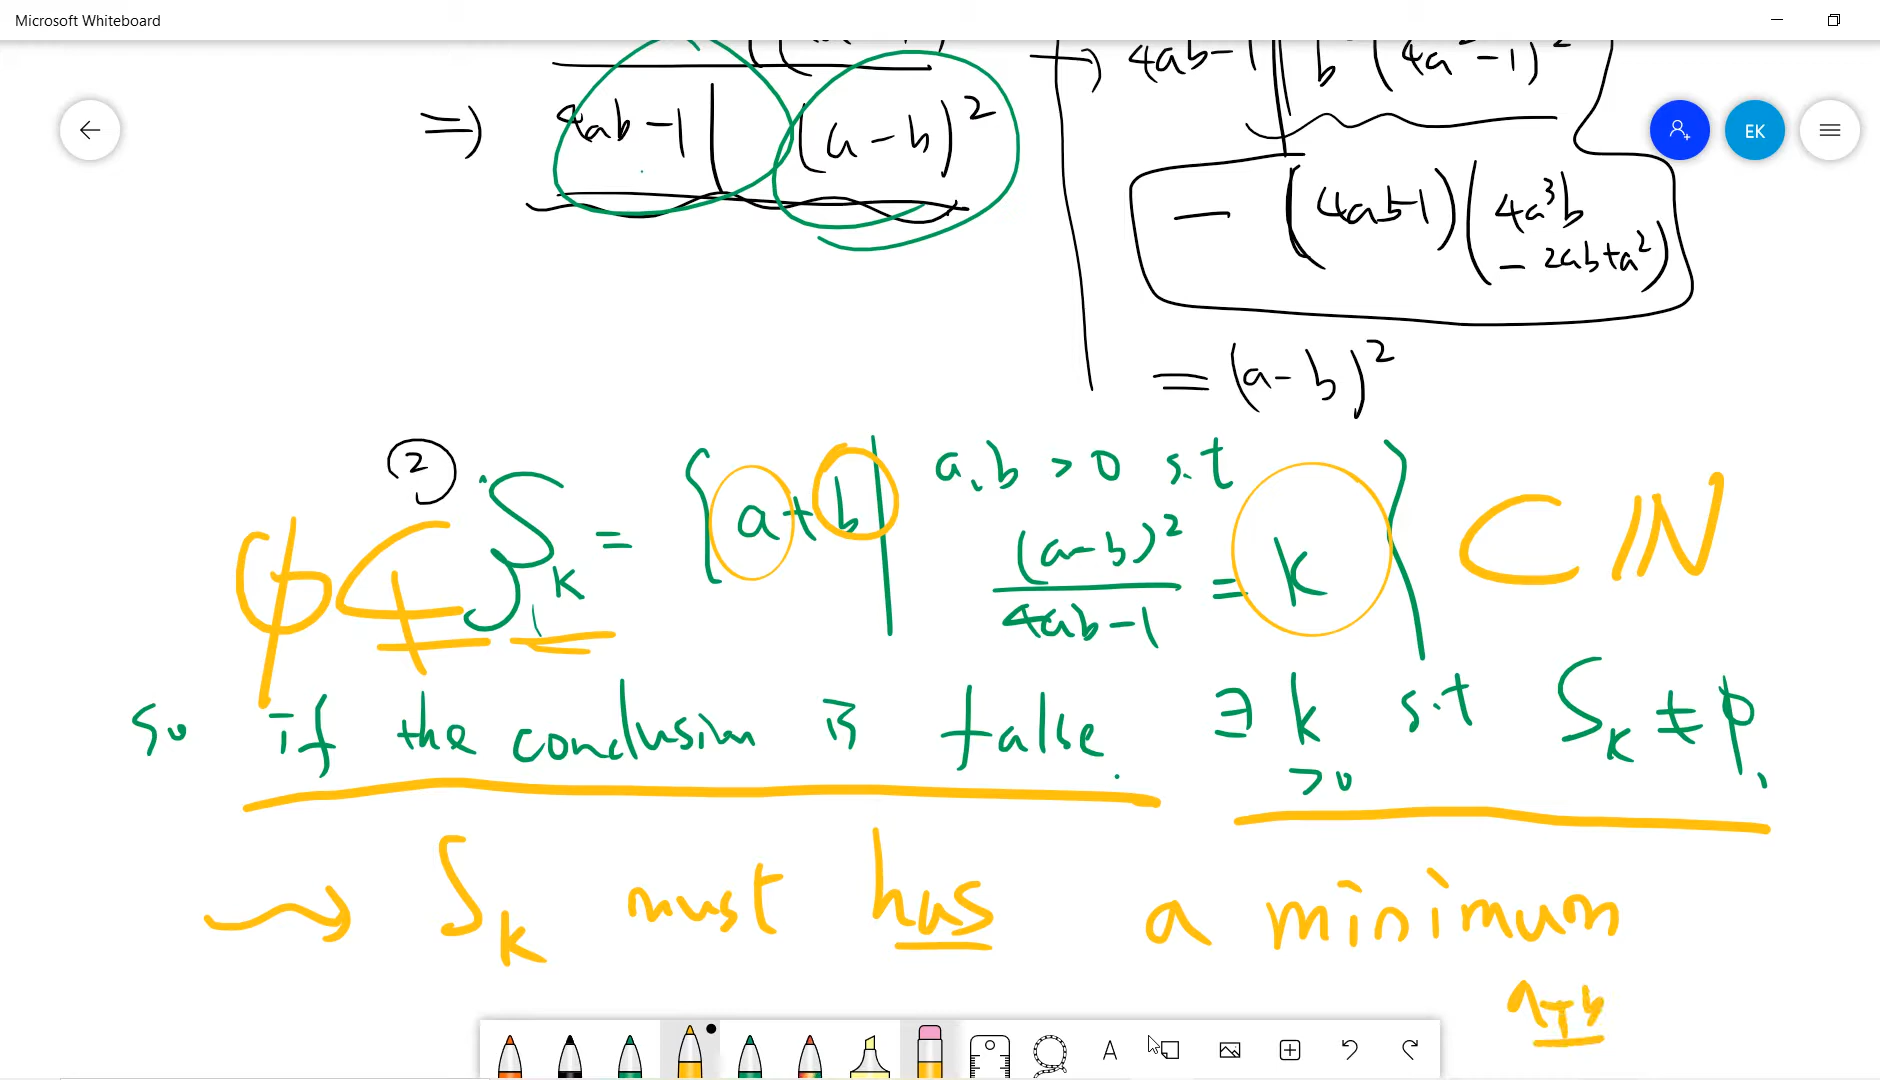 Microsoft Whiteboard
4ab-1 | b² (4a²-1)²
=> 4ab-1 | (a-b)²
- (4ab-1)(4a³b
- 2ab+a²)
= (a-b)²
EK
② φ ≠ S_k = { a+b | a,b > 0 s.t (a-b)²/(4ab-1) = k } ⊂ IN
so if the conclusion is false. ∃ k > 0 s.t S_k ≠ φ.
⇝ S_k must has a minimum
a+b
A